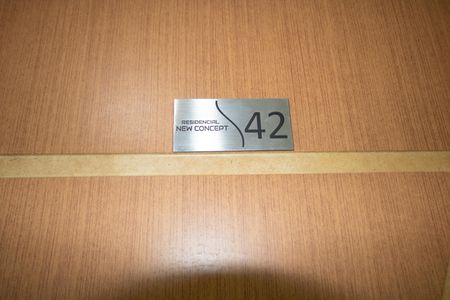 RESIDENCIAL
NEW CONCEPT
42